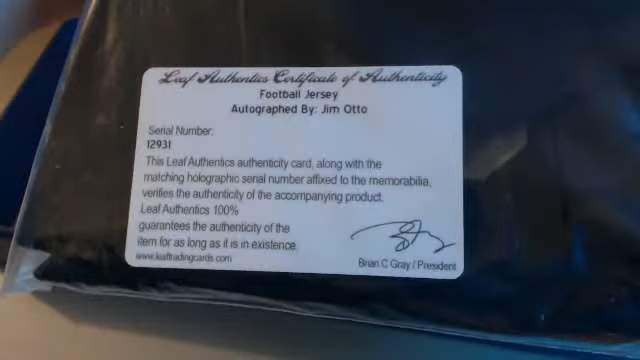 Leaf Authentics Certificate of Authenticity
Football Jersey
Autographed By: Jim Otto
Serial Number:
12931
This Leaf Authentics authenticity card, along with the
matching holographic serial number affixed to the memorabilia,
verifies the authenticity of the accompanying product.
Leaf Authentics 100%
guarantees the authenticity of the
item for as long as it is in existence.
www.leaftradingcards.com
Brian C Gray / President